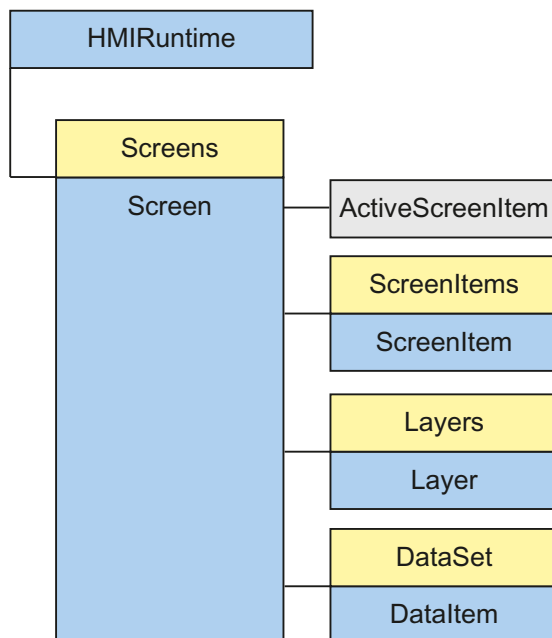 HMIRuntime
Screens
Screen
ActiveScreenItem
ScreenItems
ScreenItem
Layers
Layer
DataSet
DataItem